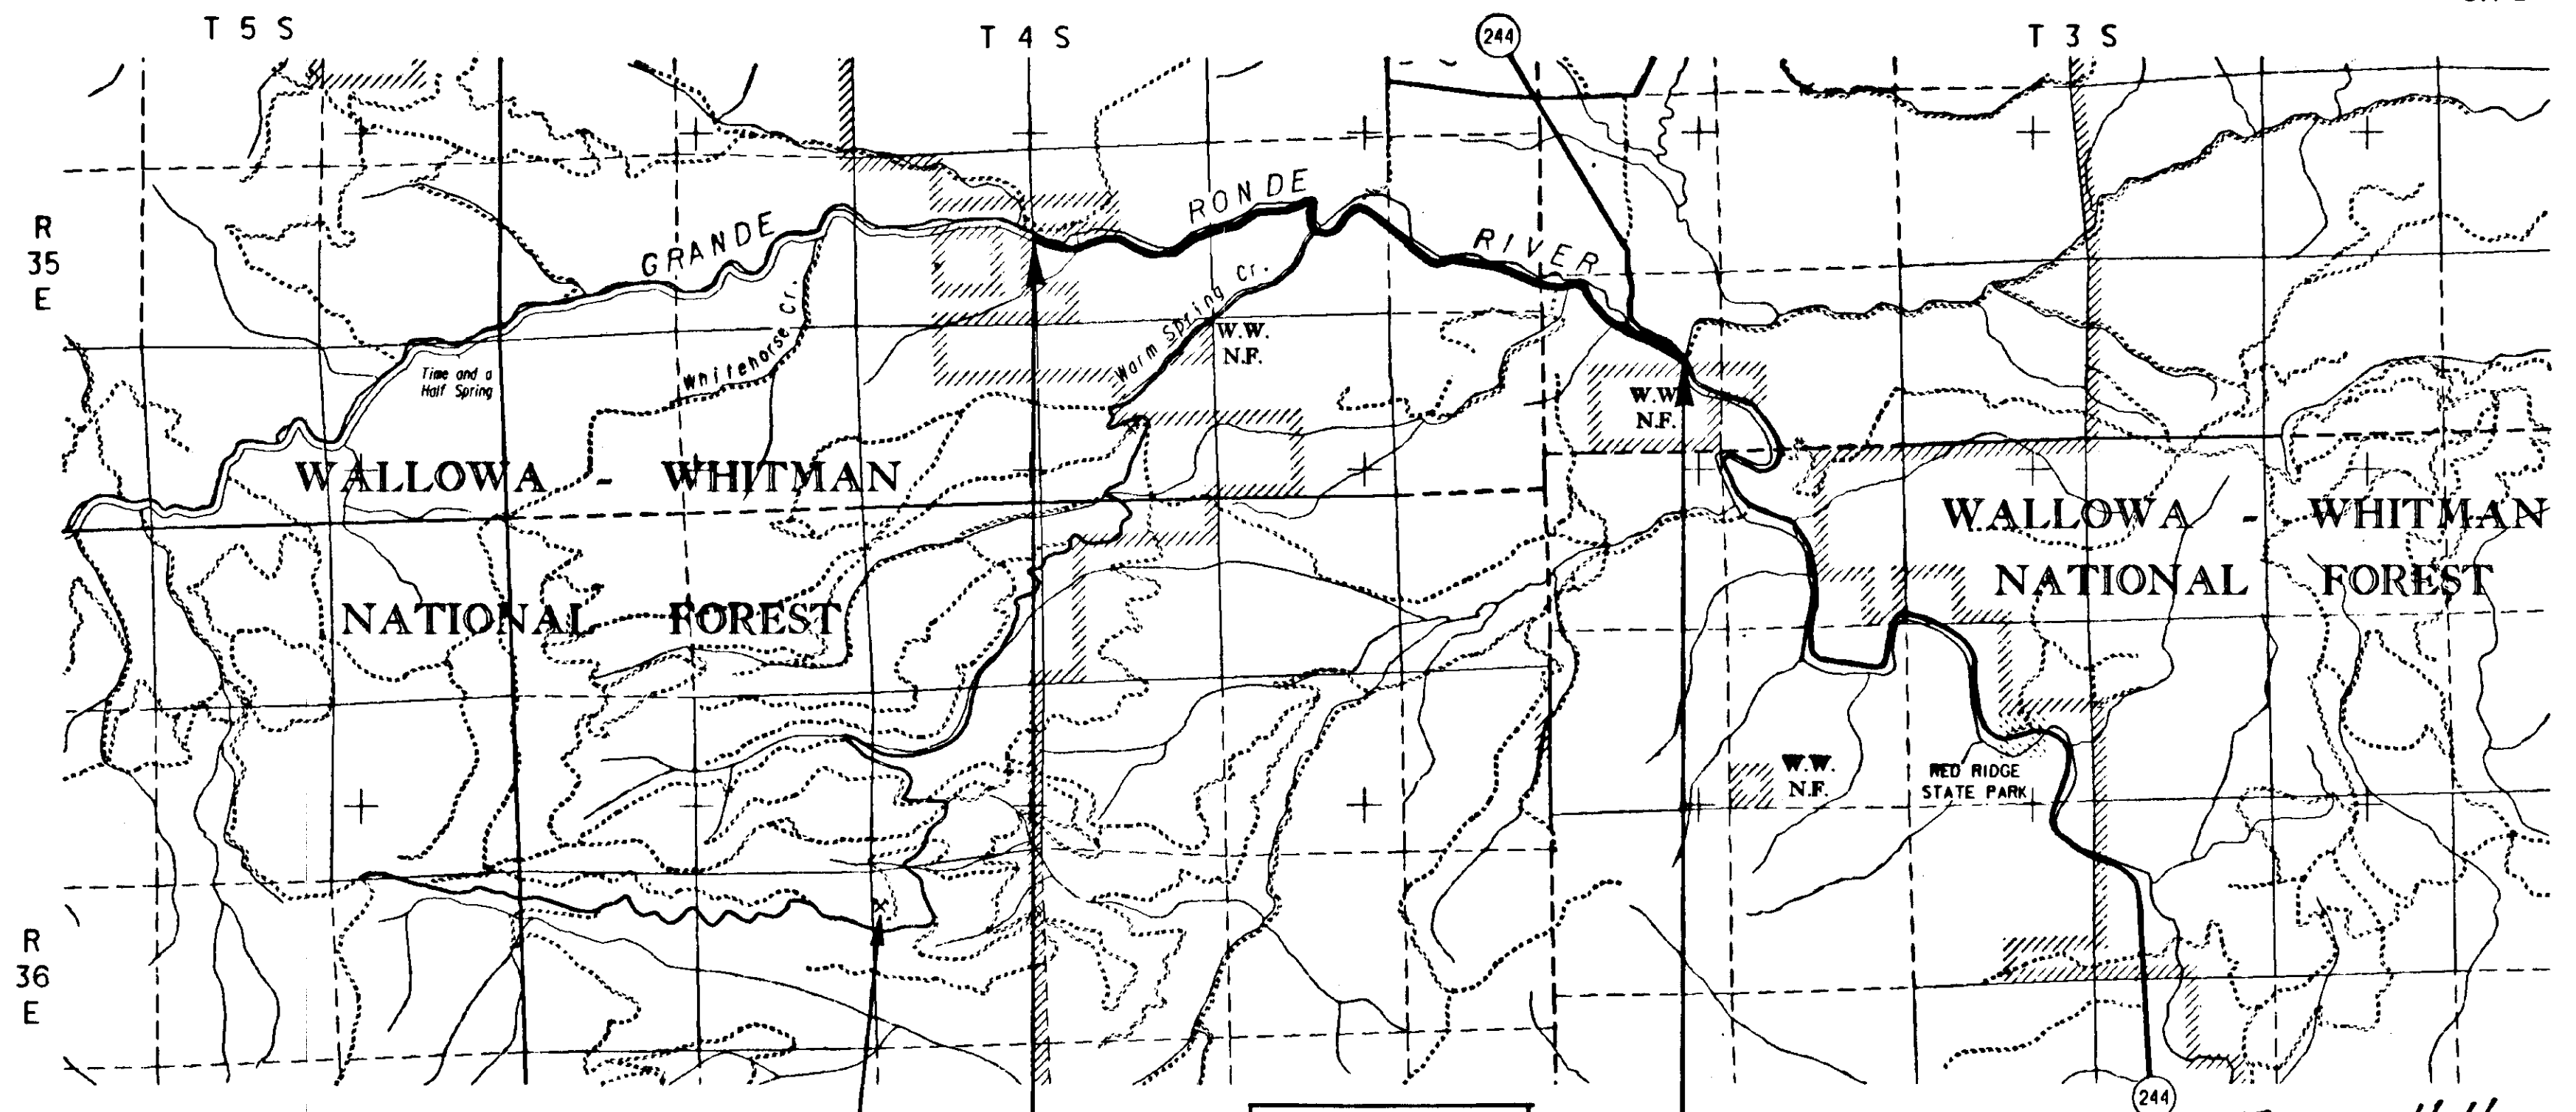 T 5 S
T 4 S
244
T 3 S
R
35
E
GRANDE
RONDE
RIVER
Time and a
Half Spring
Whitehorse Cr.
Warm Spring Cr.
W.W.
N.F.
W.W.
N.F.
WALLOWA - WHITMAN
NATIONAL FOREST
WALLOWA - WHITMAN
NATIONAL FOREST
W.W.
N.F.
RED RIDGE
STATE PARK
R
36
E
244